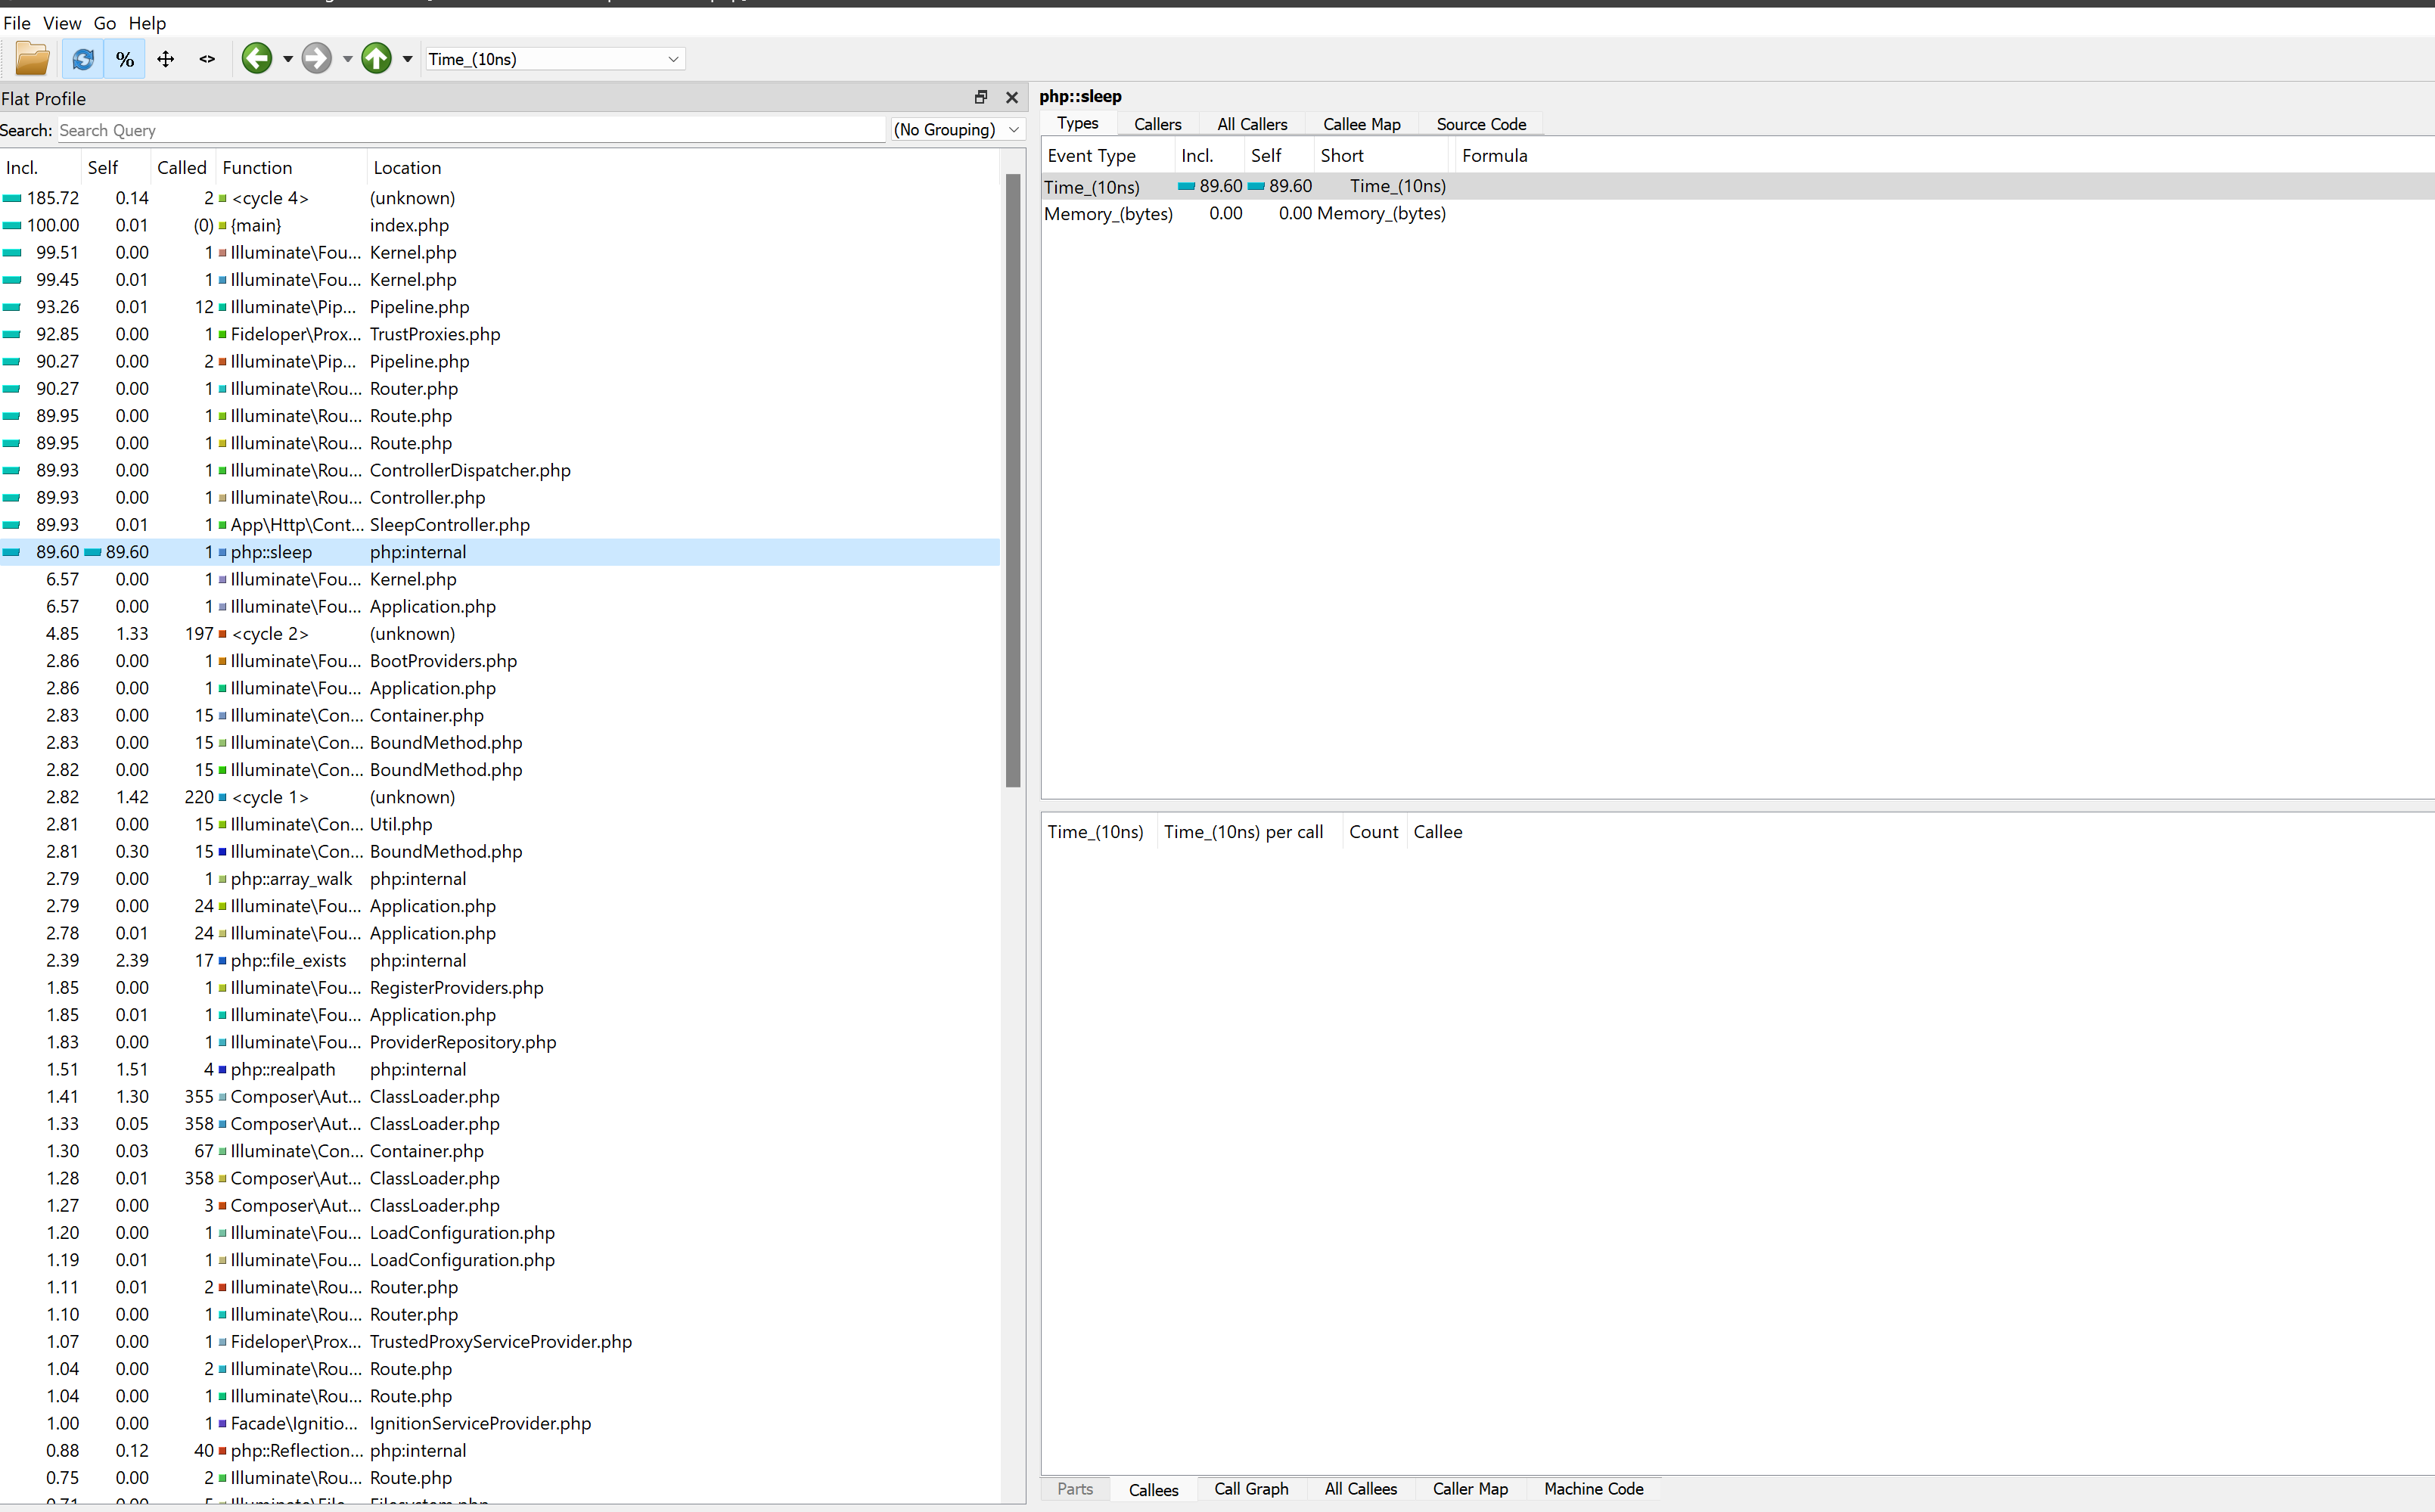 File View Go Help
% <> Time_(10ns)
Flat Profile
Search: Search Query (No Grouping)
Incl. Self Called Function Location
185.72 0.14 2 <cycle 4> (unknown)
100.00 0.01 (0) {main} index.php
99.51 0.00 1 Illuminate\Fou... Kernel.php
99.45 0.01 1 Illuminate\Fou... Kernel.php
93.26 0.01 12 Illuminate\Pip... Pipeline.php
92.85 0.00 1 Fideloper\Prox... TrustProxies.php
90.27 0.00 2 Illuminate\Pip... Pipeline.php
90.27 0.00 1 Illuminate\Rou... Router.php
89.95 0.00 1 Illuminate\Rou... Route.php
89.95 0.00 1 Illuminate\Rou... Route.php
89.93 0.00 1 Illuminate\Rou... ControllerDispatcher.php
89.93 0.00 1 Illuminate\Rou... Controller.php
89.93 0.01 1 App\Http\Cont... SleepController.php
89.60 89.60 1 php::sleep php:internal
6.57 0.00 1 Illuminate\Fou... Kernel.php
6.57 0.00 1 Illuminate\Fou... Application.php
4.85 1.33 197 <cycle 2> (unknown)
2.86 0.00 1 Illuminate\Fou... BootProviders.php
2.86 0.00 1 Illuminate\Fou... Application.php
2.83 0.00 15 Illuminate\Con... Container.php
2.83 0.00 15 Illuminate\Con... BoundMethod.php
2.82 0.00 15 Illuminate\Con... BoundMethod.php
2.82 1.42 220 <cycle 1> (unknown)
2.81 0.00 15 Illuminate\Con... Util.php
2.81 0.30 15 Illuminate\Con... BoundMethod.php
2.79 0.00 1 php::array_walk php:internal
2.79 0.00 24 Illuminate\Fou... Application.php
2.78 0.01 24 Illuminate\Fou... Application.php
2.39 2.39 17 php::file_exists php:internal
1.85 0.00 1 Illuminate\Fou... RegisterProviders.php
1.85 0.01 1 Illuminate\Fou... Application.php
1.83 0.00 1 Illuminate\Fou... ProviderRepository.php
1.51 1.51 4 php::realpath php:internal
1.41 1.30 355 Composer\Aut... ClassLoader.php
1.33 0.05 358 Composer\Aut... ClassLoader.php
1.30 0.03 67 Illuminate\Con... Container.php
1.28 0.01 358 Composer\Aut... ClassLoader.php
1.27 0.00 3 Composer\Aut... ClassLoader.php
1.20 0.00 1 Illuminate\Fou... LoadConfiguration.php
1.19 0.01 1 Illuminate\Fou... LoadConfiguration.php
1.11 0.01 2 Illuminate\Rou... Router.php
1.10 0.00 1 Illuminate\Rou... Router.php
1.07 0.00 1 Fideloper\Prox... TrustedProxyServiceProvider.php
1.04 0.00 2 Illuminate\Rou... Route.php
1.04 0.00 1 Illuminate\Rou... Route.php
1.00 0.00 1 Facade\Ignitio... IgnitionServiceProvider.php
0.88 0.12 40 php::Reflection... php:internal
0.75 0.00 2 Illuminate\Rou... Route.php
php::sleep
Types Callers All Callers Callee Map Source Code
Event Type Incl. Self Short Formula
Time_(10ns) 89.60 89.60 Time_(10ns)
Memory_(bytes) 0.00 0.00 Memory_(bytes)
Time_(10ns) Time_(10ns) per call Count Callee
Parts Callees Call Graph All Callees Caller Map Machine Code